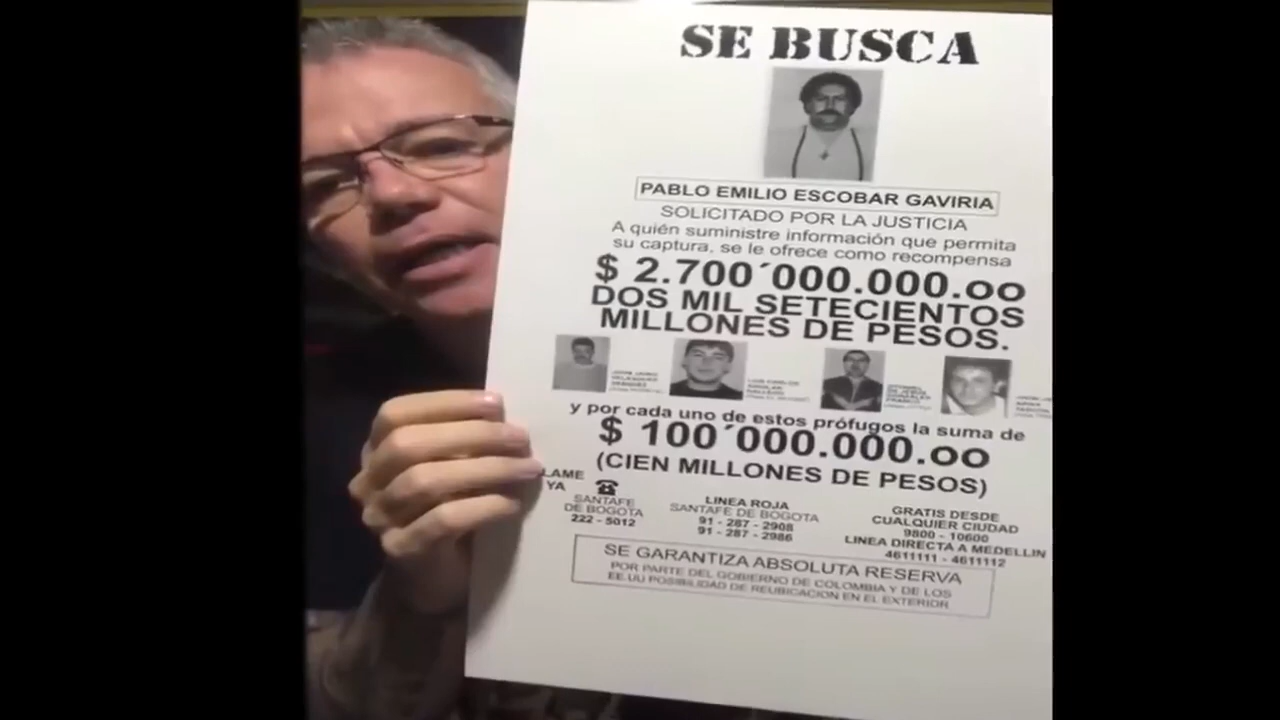 SE BUSCA
PABLO EMILIO ESCOBAR GAVIRIA
SOLICITADO POR LA JUSTICIA
A quién suministre información que permita
su captura, se le ofrece como recompensa
$ 2.700´000.000.oo
DOS MIL SETECIENTOS
MILLONES DE PESOS.
y por cada uno de estos prófugos la suma de
$ 100´000.000.oo
(CIEN MILLONES DE PESOS)
LAME
YA
SANTAFE
DE BOGOTA
222 - 5012
LINEA ROJA
SANTAFE DE BOGOTA
91 - 287 - 2908
91 - 287 - 2986
GRATIS DESDE
CUALQUIER CIUDAD
9800 - 10600
LINEA DIRECTA A MEDELLIN
4611111 - 4611112
SE GARANTIZA ABSOLUTA RESERVA
POR PARTE DEL GOBIERNO DE COLOMBIA Y DE LOS
EE.UU POSIBILIDAD DE REUBICACION EN EL EXTERIOR